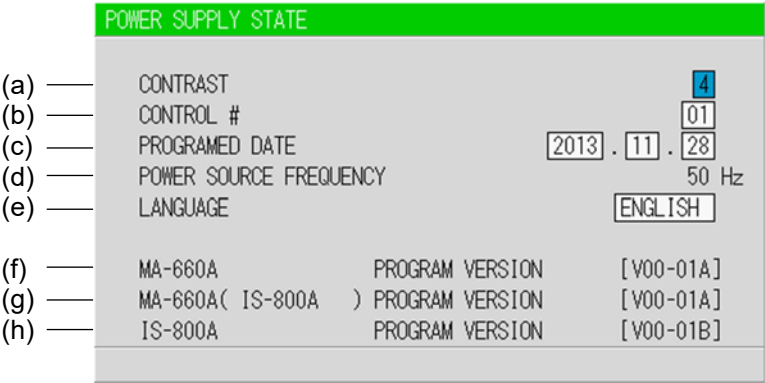 POWER SUPPLY STATE
(a) CONTRAST 4
(b) CONTROL # 01
(c) PROGRAMED DATE 2013 . 11 . 28
(d) POWER SOURCE FREQUENCY 50 Hz
(e) LANGUAGE ENGLISH
(f) MA-660A PROGRAM VERSION [V00-01A]
(g) MA-660A( IS-800A ) PROGRAM VERSION [V00-01A]
(h) IS-800A PROGRAM VERSION [V00-01B]